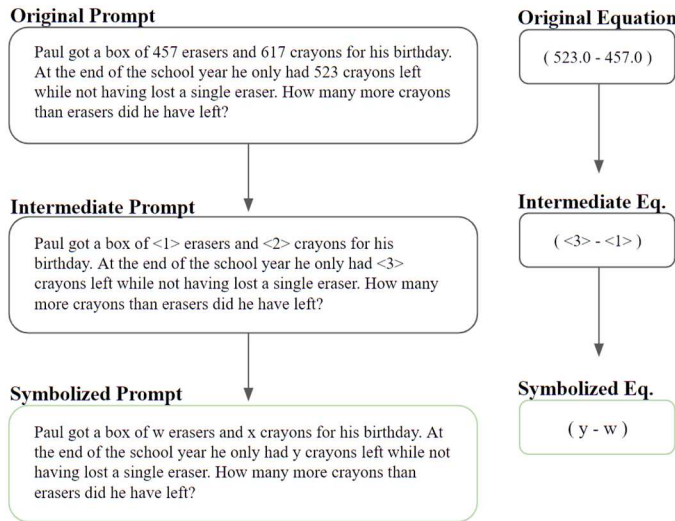 Original Prompt
Paul got a box of 457 erasers and 617 crayons for his birthday.
At the end of the school year he only had 523 crayons left
while not having lost a single eraser. How many more crayons
than erasers did he have left?
Original Equation
( 523.0 - 457.0 )
Intermediate Prompt
Paul got a box of <1> erasers and <2> crayons for his
birthday. At the end of the school year he only had <3>
crayons left while not having lost a single eraser. How many
more crayons than erasers did he have left?
Intermediate Eq.
( <3> - <1> )
Symbolized Prompt
Paul got a box of w erasers and x crayons for his birthday. At
the end of the school year he only had y crayons left while not
having lost a single eraser. How many more crayons than
erasers did he have left?
Symbolized Eq.
( y - w )